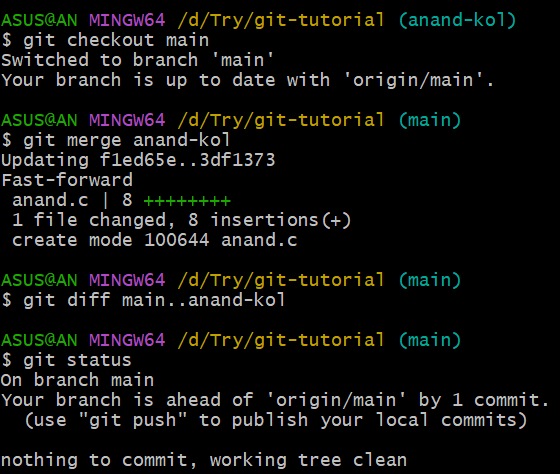 ASUS@AN MINGW64 /d/Try/git-tutorial (anand-kol)
$ git checkout main
Switched to branch 'main'
Your branch is up to date with 'origin/main'.

ASUS@AN MINGW64 /d/Try/git-tutorial (main)
$ git merge anand-kol
Updating f1ed65e..3df1373
Fast-forward
 anand.c | 8 ++++++++
 1 file changed, 8 insertions(+)
 create mode 100644 anand.c

ASUS@AN MINGW64 /d/Try/git-tutorial (main)
$ git diff main..anand-kol

ASUS@AN MINGW64 /d/Try/git-tutorial (main)
$ git status
On branch main
Your branch is ahead of 'origin/main' by 1 commit.
  (use "git push" to publish your local commits)

nothing to commit, working tree clean